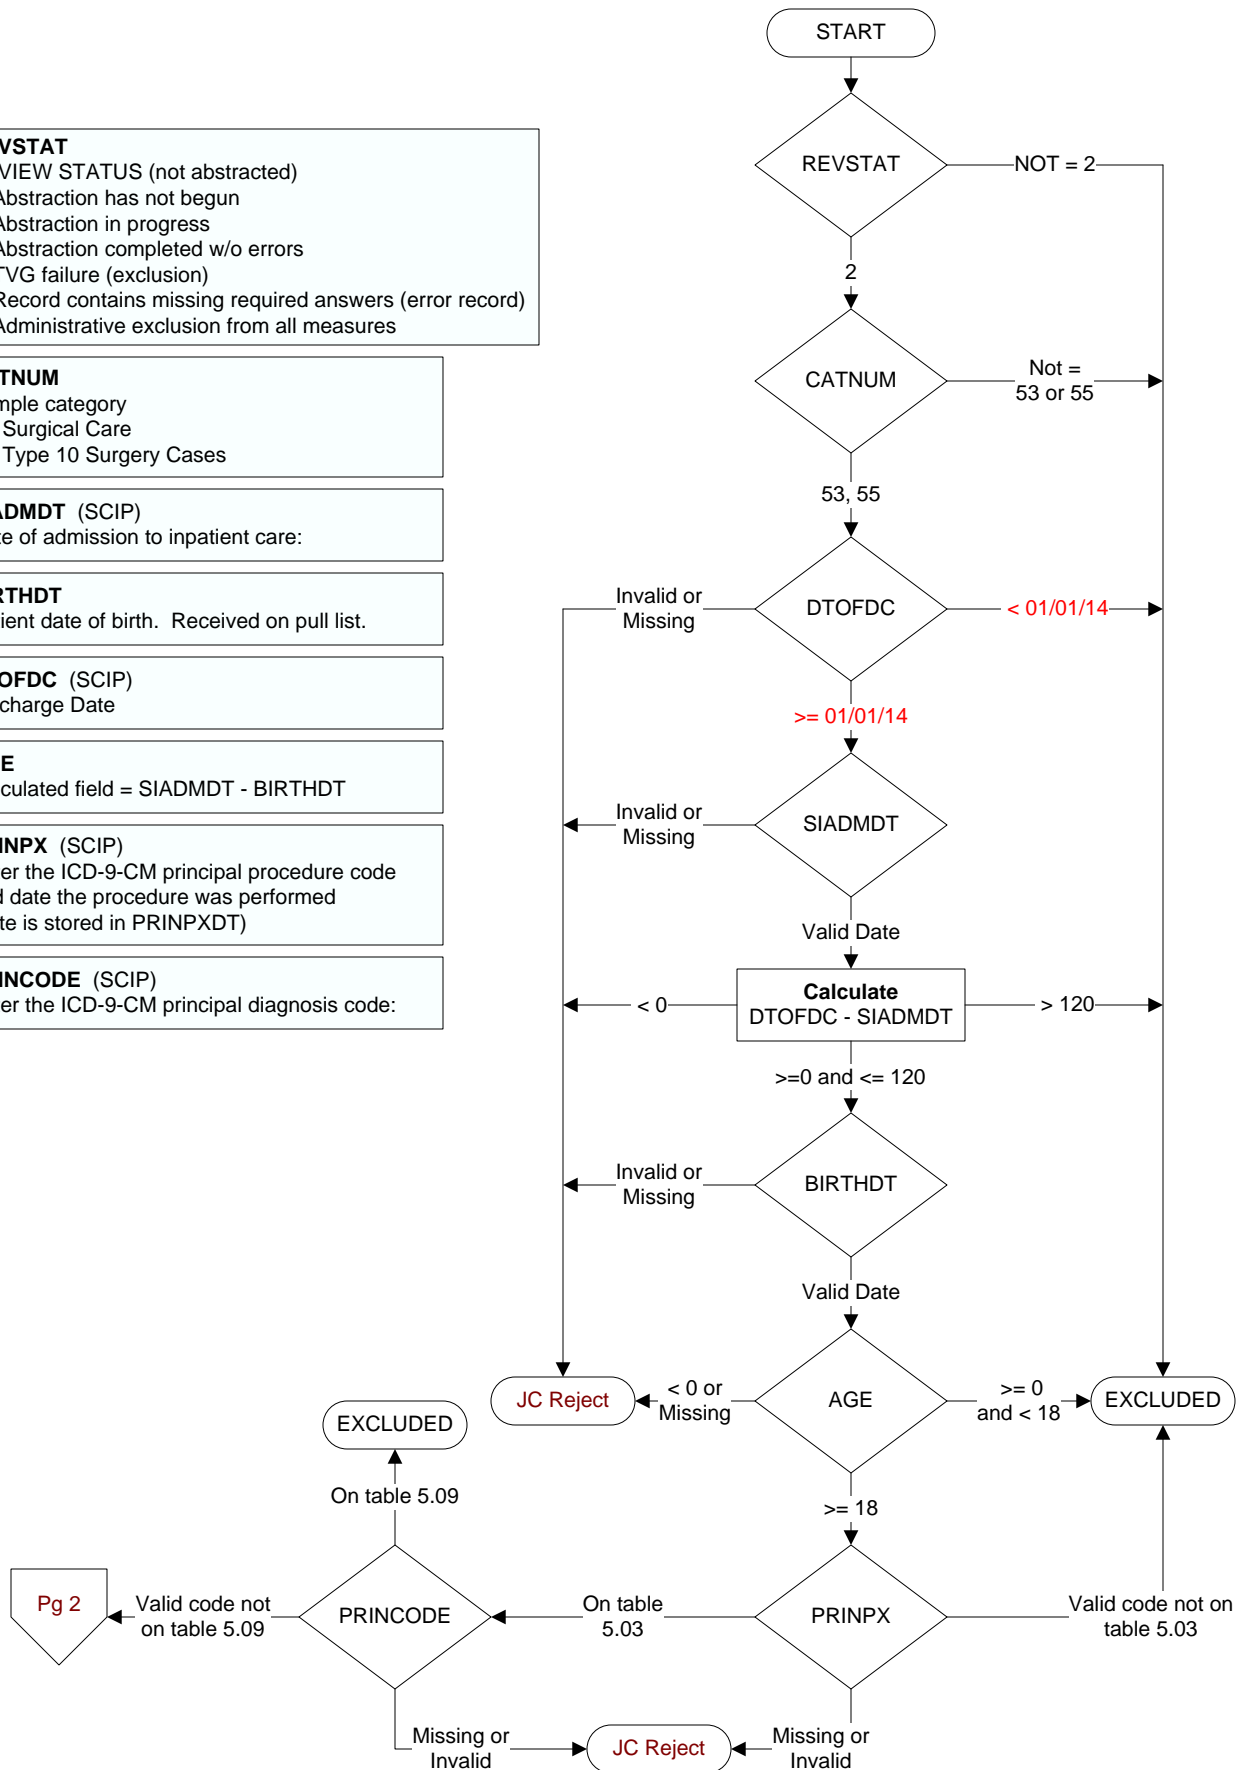 START
REVSTAT
NOT = 2
2
CATNUM
Not =
53 or 55
53, 55
DTOFDC
Invalid or
Missing
< 01/01/14
>= 01/01/14
SIADMDT
Invalid or
Missing
Valid Date
Calculate
DTOFDC - SIADMDT
< 0
> 120
>=0 and <= 120
BIRTHDT
Invalid or
Missing
Valid Date
AGE
JC Reject
< 0 or
Missing
>= 0
and < 18
EXCLUDED
EXCLUDED
On table 5.09
>= 18
Pg 2
Valid code not
on table 5.09
PRINCODE
On table
5.03
PRINPX
Valid code not on
table 5.03
Missing or
Invalid
JC Reject
Missing or
Invalid
VSTAT
VIEW STATUS (not abstracted)
Abstraction has not begun
Abstraction in progress
Abstraction completed w/o errors
TVG failure (exclusion)
Record contains missing required answers (error record)
Administrative exclusion from all measures
TNUM
mple category
Surgical Care
Type 10 Surgery Cases
ADMDT (SCIP)
te of admission to inpatient care:
RTHDT
ient date of birth. Received on pull list.
OFDC (SCIP)
charge Date
E
culated field = SIADMDT - BIRTHDT
INPX (SCIP)
er the ICD-9-CM principal procedure code
d date the procedure was performed
te is stored in PRINPXDT)
INCODE (SCIP)
er the ICD-9-CM principal diagnosis code: